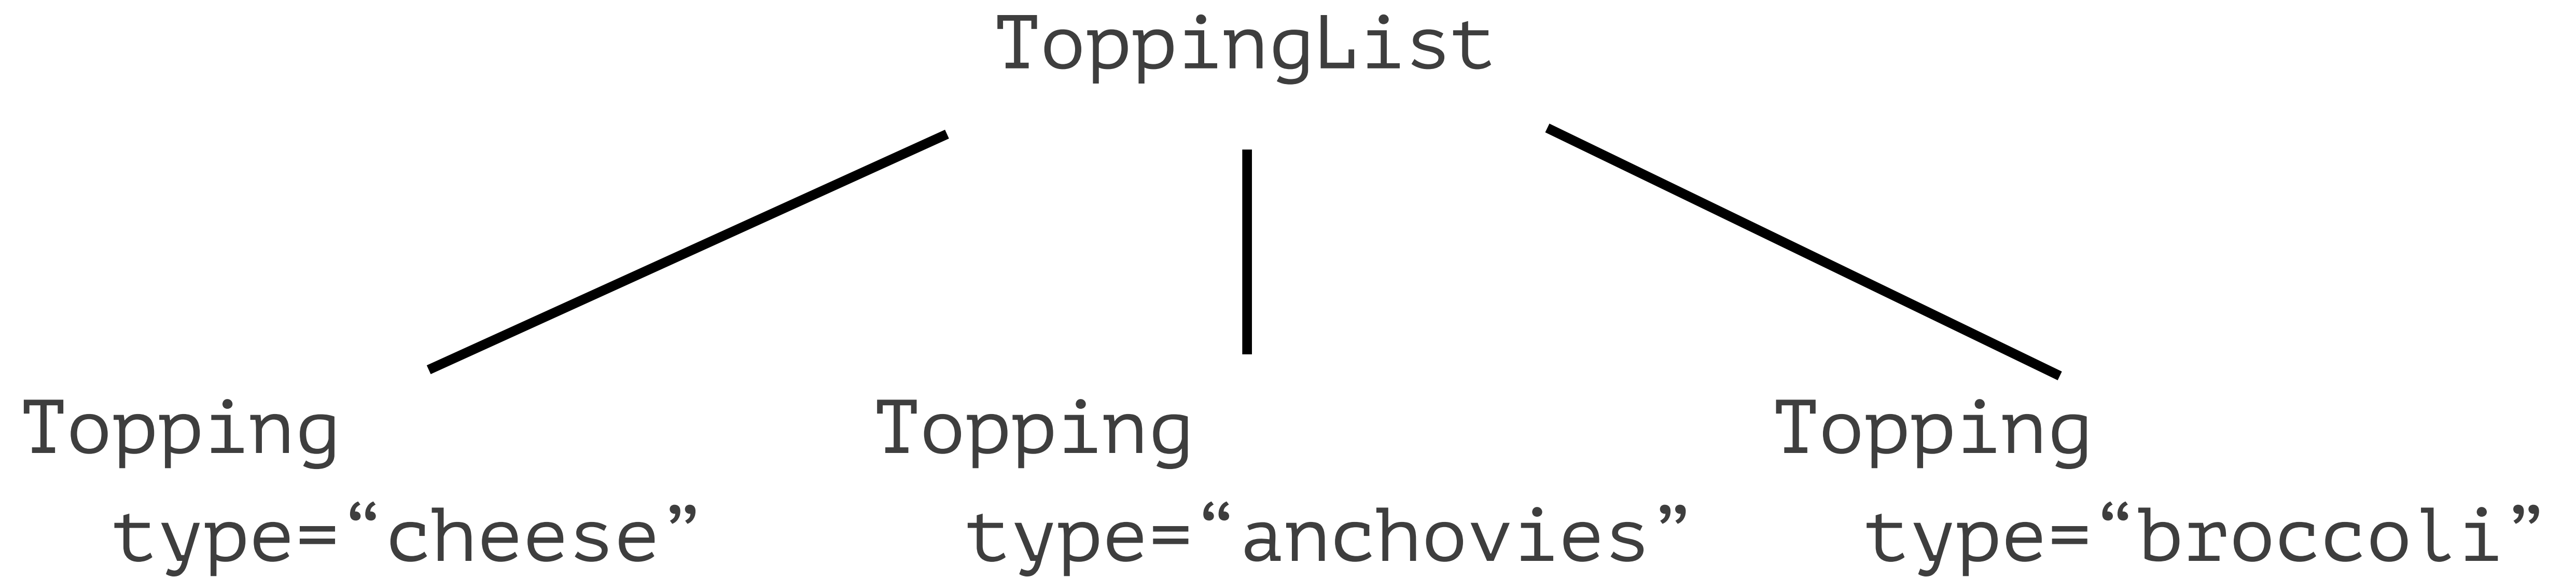 ToppingList
Topping
type=“cheese”
Topping
type=“anchovies”
Topping
type=“broccoli”